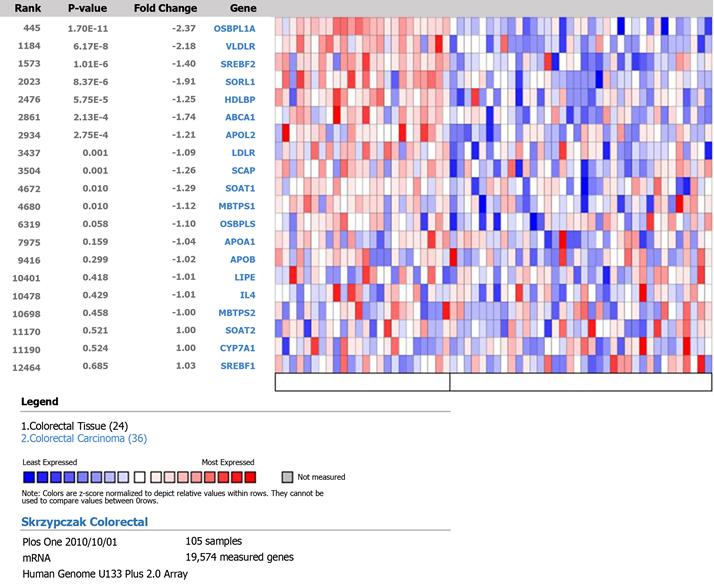 Rank P-value Fold Change Gene
445 1.70E-11 -2.37 OSBPL1A
1184 6.17E-8 -2.18 VLDLR
1573 1.01E-6 -1.40 SREBF2
2023 8.37E-6 -1.91 SORL1
2476 5.75E-5 -1.25 HDLBP
2861 2.13E-4 -1.74 ABCA1
2934 2.75E-4 -1.21 APOL2
3437 0.001 -1.09 LDLR
3504 0.001 -1.26 SCAP
4672 0.010 -1.29 SOAT1
4680 0.010 -1.12 MBTPS1
6319 0.058 -1.10 OSBPLS
7975 0.159 -1.04 APOA1
9416 0.299 -1.02 APOB
10401 0.418 -1.01 LIPE
10478 0.429 -1.01 IL4
10698 0.458 -1.00 MBTPS2
11170 0.521 1.00 SOAT2
11190 0.524 1.00 CYP7A1
12464 0.685 1.03 SREBF1
Legend
1.Colorectal Tissue (24)
2.Colorectal Carcinoma (36)
Least Expressed Most Expressed
Not measured
Note: Colors are z-score normalized to depict relative values within rows. They cannot be
used to compare values between 0rows.
Skrzypczak Colorectal
Plos One 2010/10/01 105 samples
mRNA 19,574 measured genes
Human Genome U133 Plus 2.0 Array